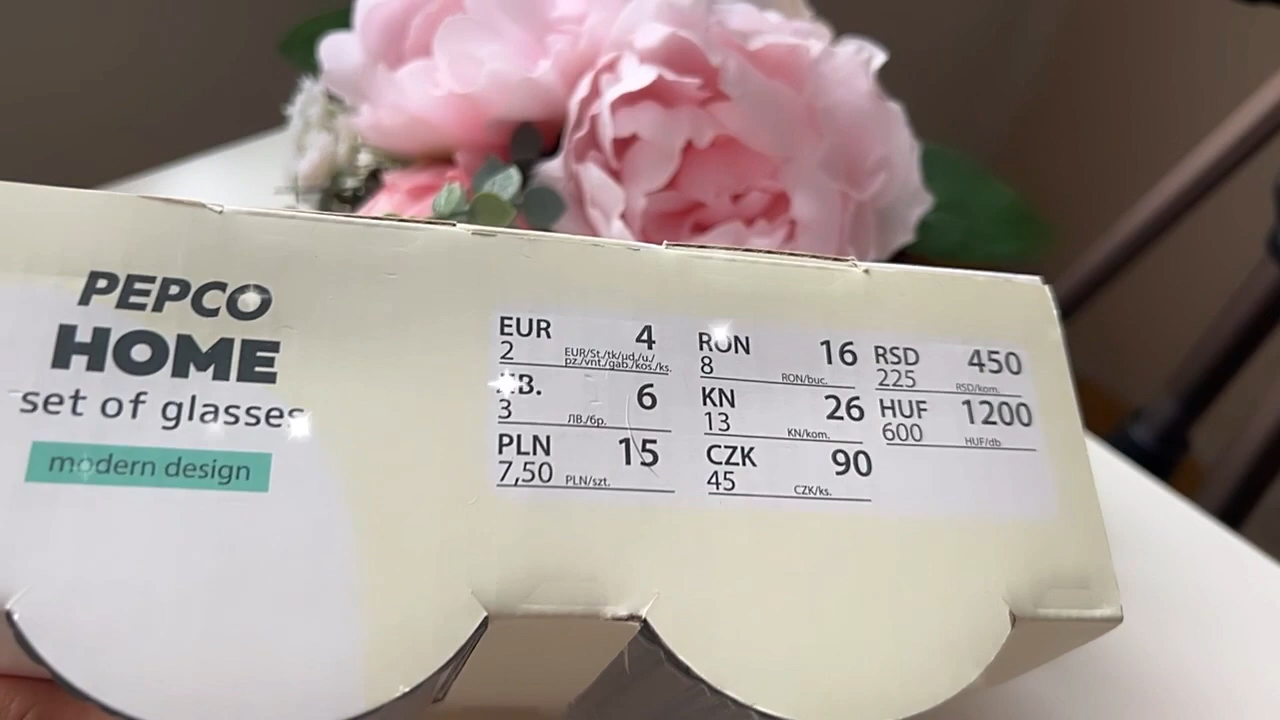 PEPCO
HOME
set of glasses
modern design
EUR 4
2 EUR/St./tk/μδ./u./
pz./vnt./gab./kos./ks.
B. 6
3 ЛВ./бр.
PLN 15
7,50 PLN/szt.
RON 16
8 RON/buc.
KN 26
13 KN/kom.
CZK 90
45 CZK/ks.
RSD 450
225 RSD/kom.
HUF 1200
600 HUF/db